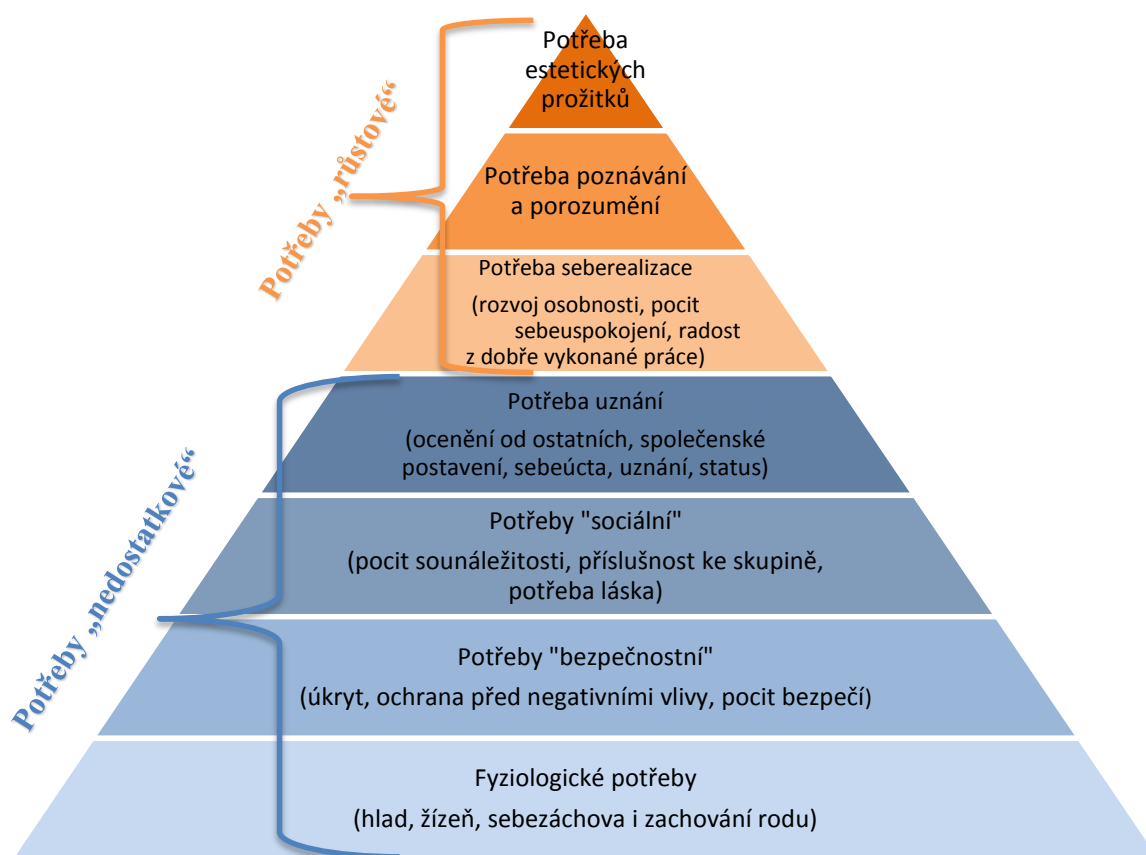 Potřeba
estetických
prožitků
Potřeby „růstové“
Potřeba poznávání
a porozumění
Potřeba seberealizace
(rozvoj osobnosti, pocit
sebeuspokojení, radost
z dobře vykonané práce)
Potřeba uznání
(ocenění od ostatních, společenské
postavení, sebeúcta, uznání, status)
Potřeby „nedostatkové“
Potřeby "sociální"
(pocit sounáležitosti, příslušnost ke skupině,
potřeba láska)
Potřeby "bezpečnostní"
(úkryt, ochrana před negativními vlivy, pocit bezpečí)
Fyziologické potřeby
(hlad, žízeň, sebezáchova i zachování rodu)